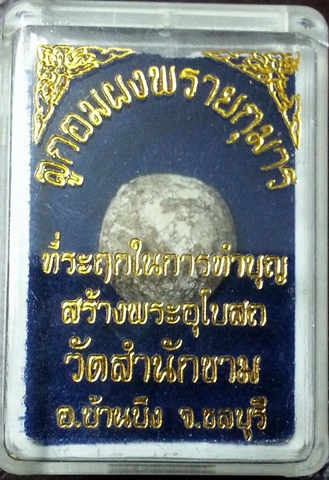 ลูกอมผงพรายกุมาร
ที่ระฤกในการทำบุญ
สร้างพระอุโบสถ
วัดสำนักขาม
อ.บ้านบึง จ.ชลบุรี